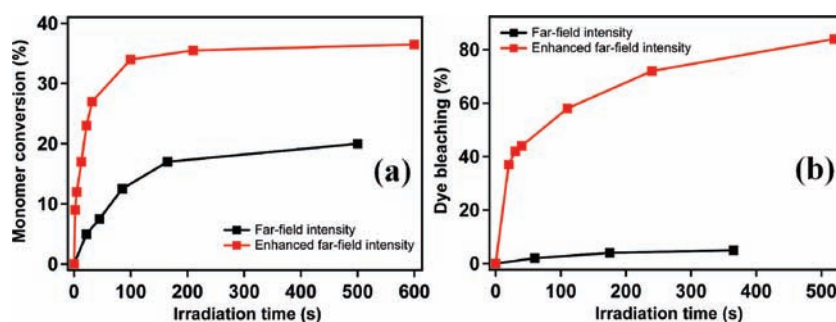 Monomer conversion (%)
40
30
20
10
0
(a)
Far-field intensity
Enhanced far-field intensity
0 100 200 300 400 500 600
Irradiation time (s)
Dye bleaching (%)
80
60
40
20
0
Far-field intensity
Enhanced far-field intensity
(b)
0 100 200 300 400 500
Irradiation time (s)